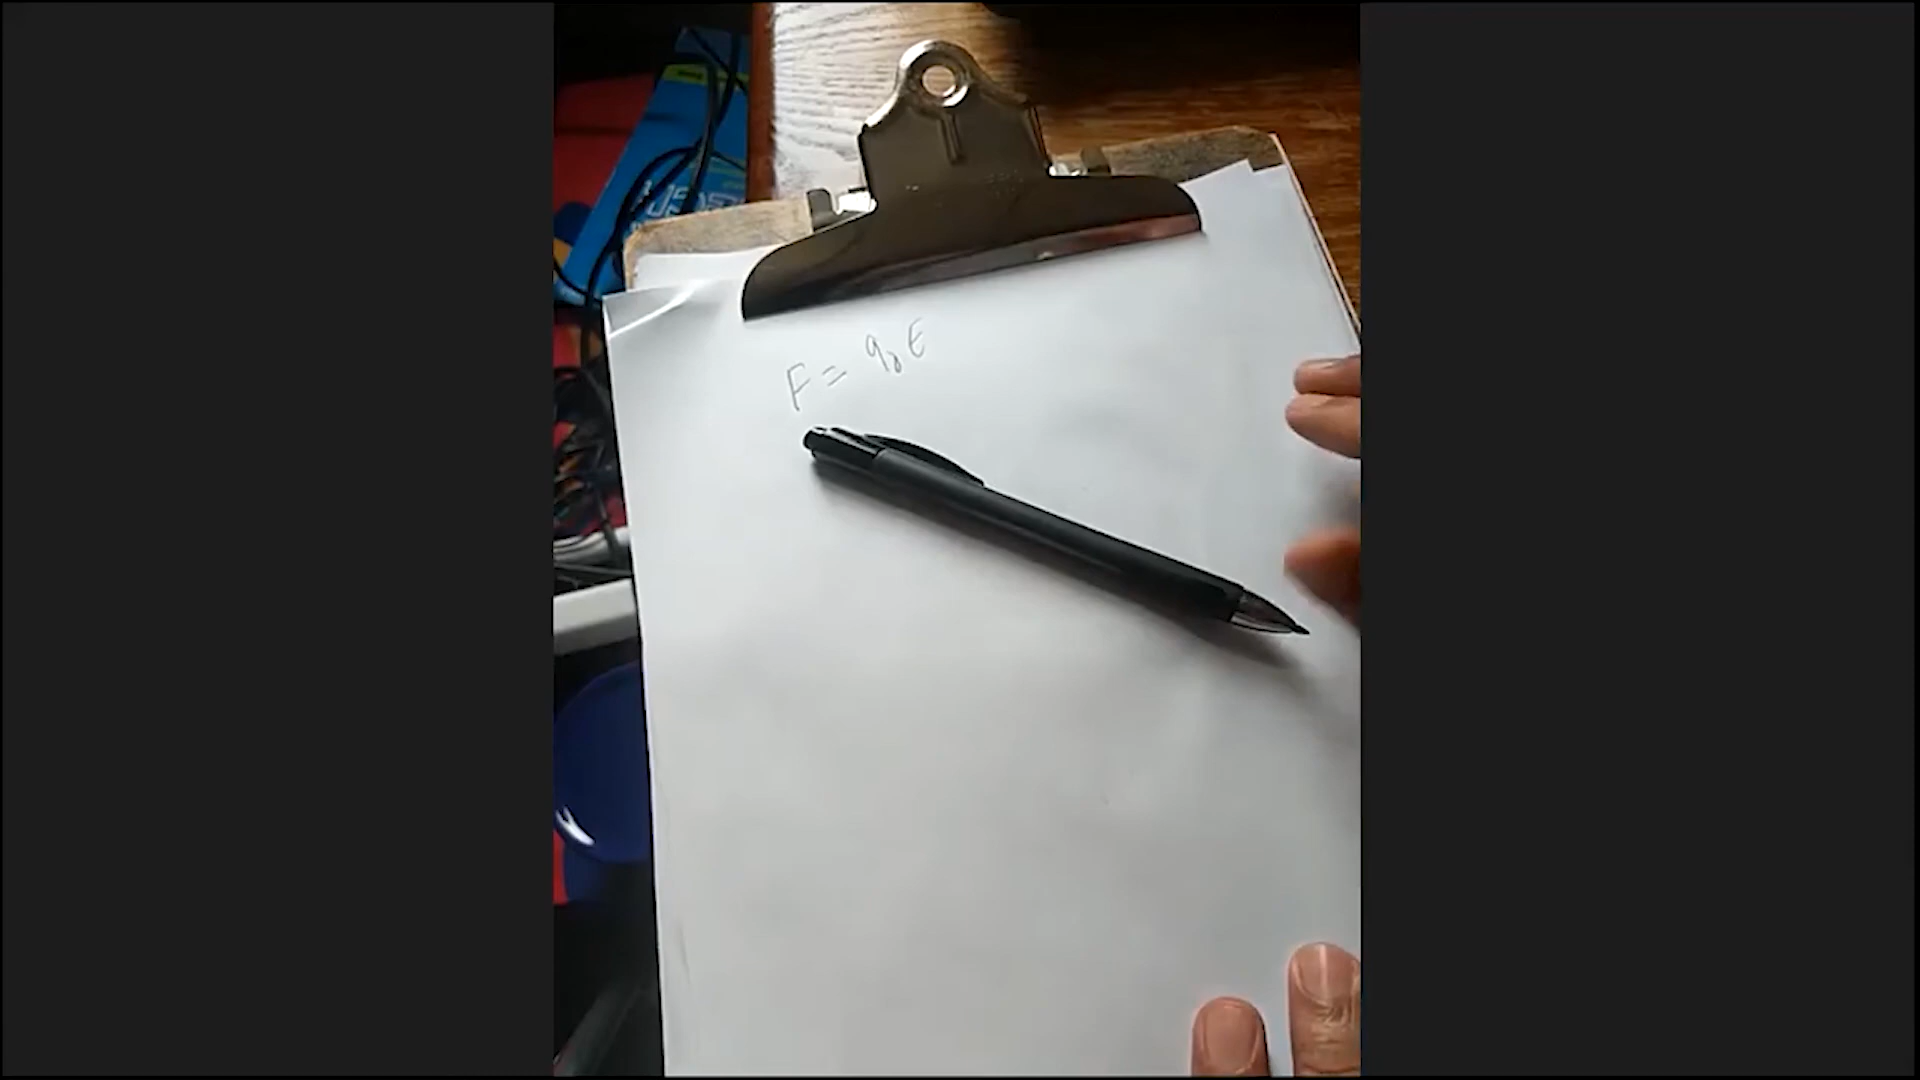 F = q₀E